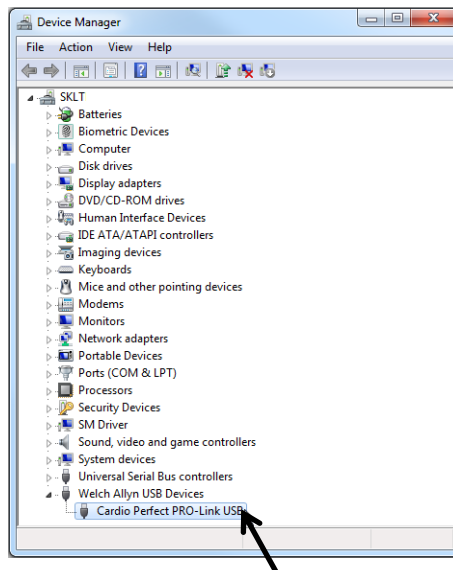 Device Manager
File Action View Help
SKLT
Batteries
Biometric Devices
Computer
Disk drives
Display adapters
DVD/CD-ROM drives
Human Interface Devices
IDE ATA/ATAPI controllers
Imaging devices
Keyboards
Mice and other pointing devices
Modems
Monitors
Network adapters
Portable Devices
Ports (COM & LPT)
Processors
Security Devices
SM Driver
Sound, video and game controllers
System devices
Universal Serial Bus controllers
Welch Allyn USB Devices
Cardio Perfect PRO-Link USB